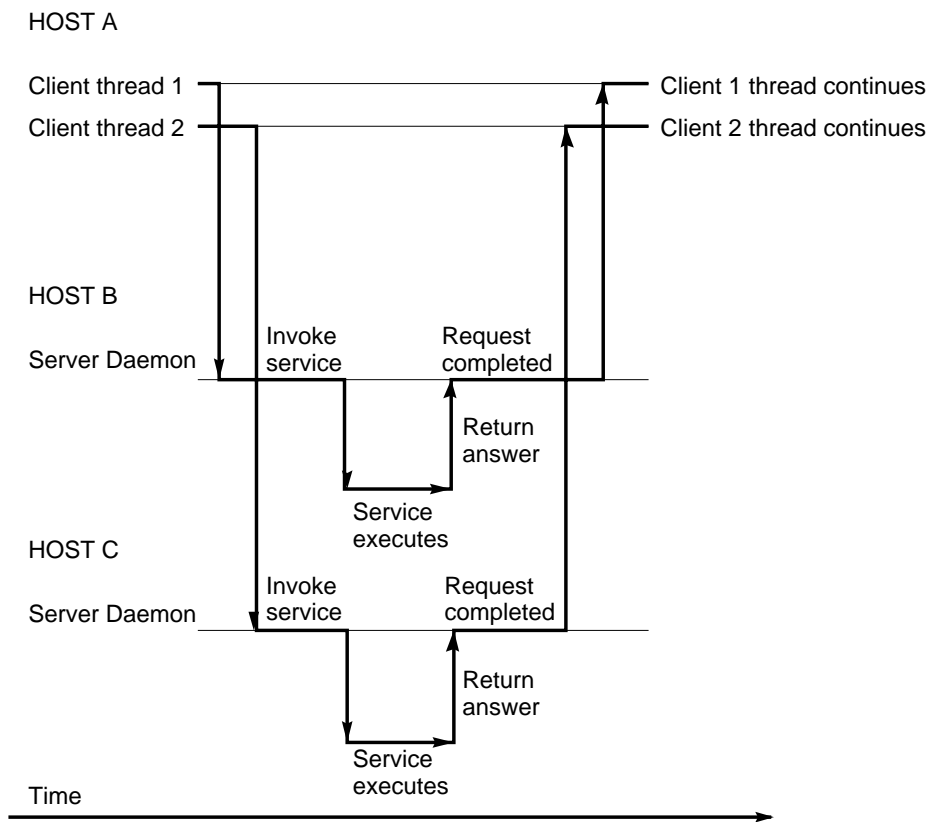 HOST A
Client thread 1
Client 1 thread continues
Client thread 2
Client 2 thread continues
HOST B
Server Daemon
Invoke
service
Request
completed
Return
answer
Service
executes
HOST C
Server Daemon
Invoke
service
Request
completed
Return
answer
Service
executes
Time